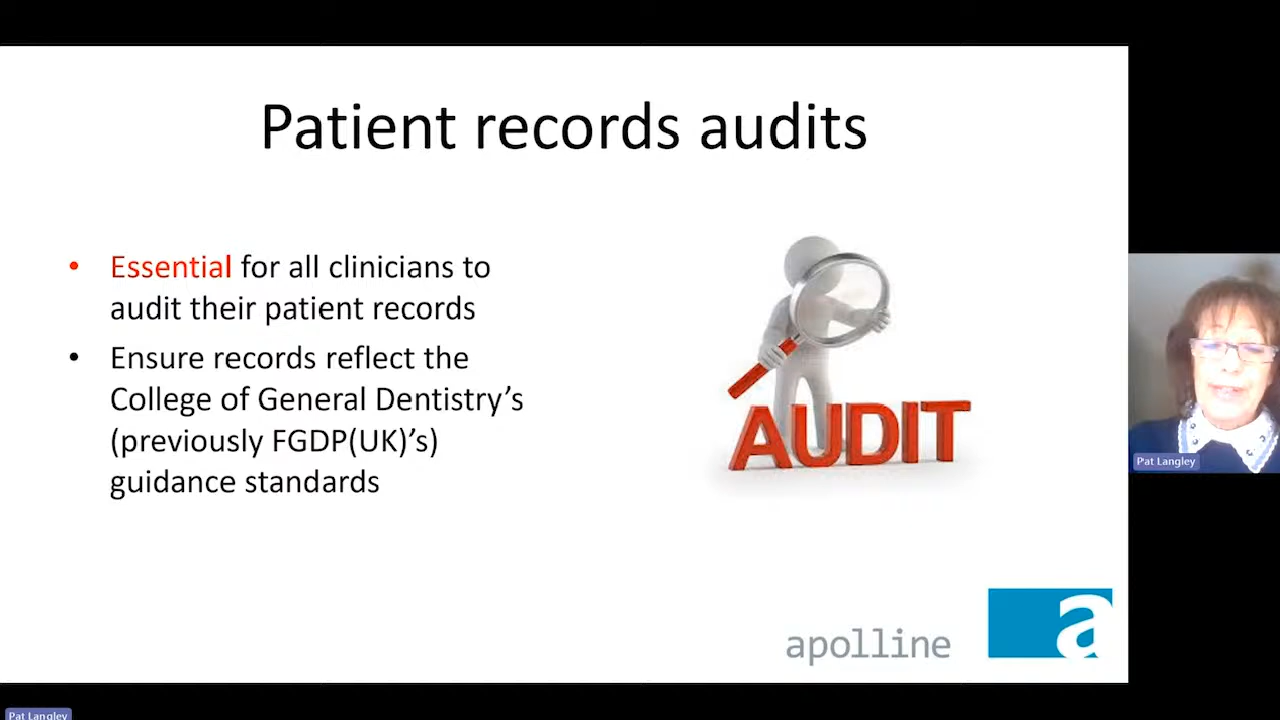 Patient records audits
• Essential for all clinicians to
audit their patient records
• Ensure records reflect the
College of General Dentistry’s
(previously FGDP(UK)’s)
guidance standards
AUDIT
apolline
a
Pat Langley
Pat Langley